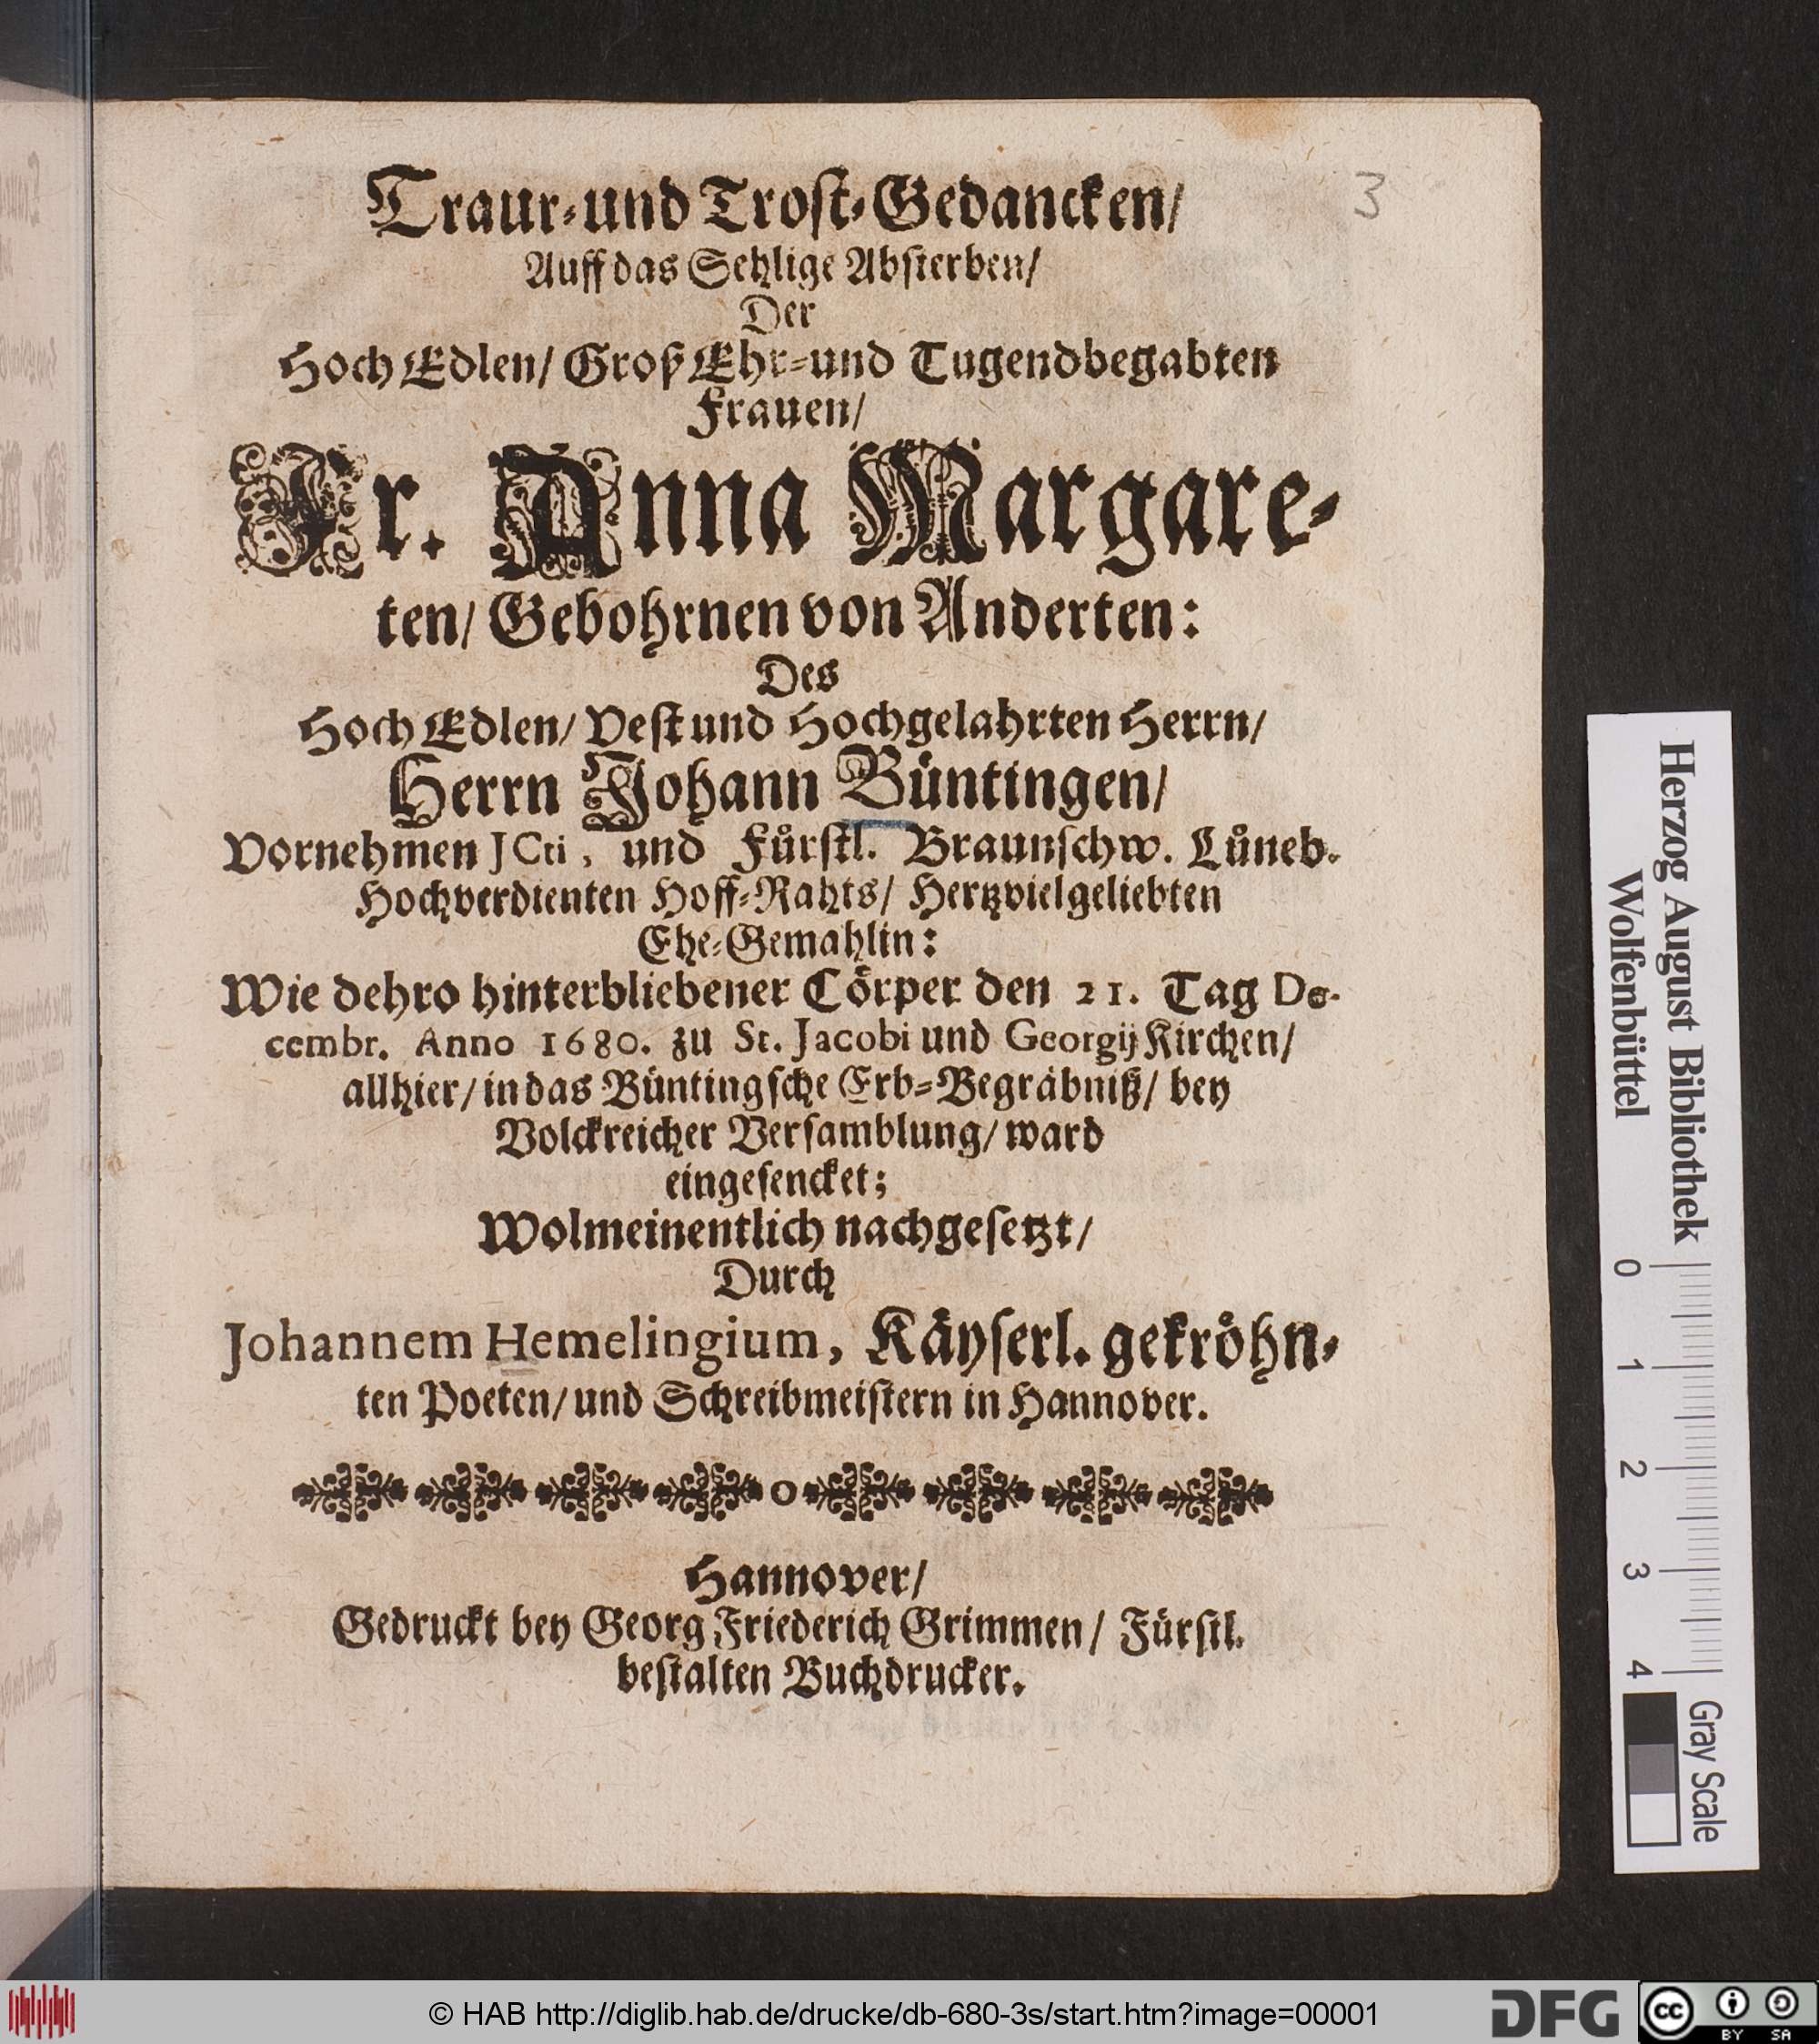 3
Traur-und Trost-Gedancken/
Auff das Sehlige Absterben/
Der
Hoch Edlen/ Groß Ehr-und Tugendbegabten
Frauen/
Fr. Anna Margare-
ten/ Gebohrnen von Anderten:
Des
Hoch Edlen/ Vest und Hochgelahrten Herrn/
Herrn Johann Büntingen/
Vornehmen JCti, und Fürstl. Braunschw. Lüneb.
Hochverdienten Hoff-Rahts/ Hertzvielgeliebten
Ehe-Gemahlin:
Wie dehro hinterbliebener Cörper den 21. Tag De-
cembr. Anno 1680. zu St. Jacobi und Georgij Kirchen/
allhier/ in das Büntingsche Erb-Begräbniß/ bey
Volckreicher Versamblung/ ward
eingesencket;
Wolmeinentlich nachgesetzt/
Durch
Johannem Hemelingium, Käyserl. gekröhn-
ten Poeten/ und Schreibmeistern in Hannover.
Hannover/
Gedruckt bey Georg Friederich Grimmen/ Fürstl.
bestalten Buchdrucker.
Herzog August Bibliothek
Wolfenbüttel
0 1 2 3 4
Gray Scale
© HAB http://diglib.hab.de/drucke/db-680-3s/start.htm?image=00001
DFG
cc BY SA